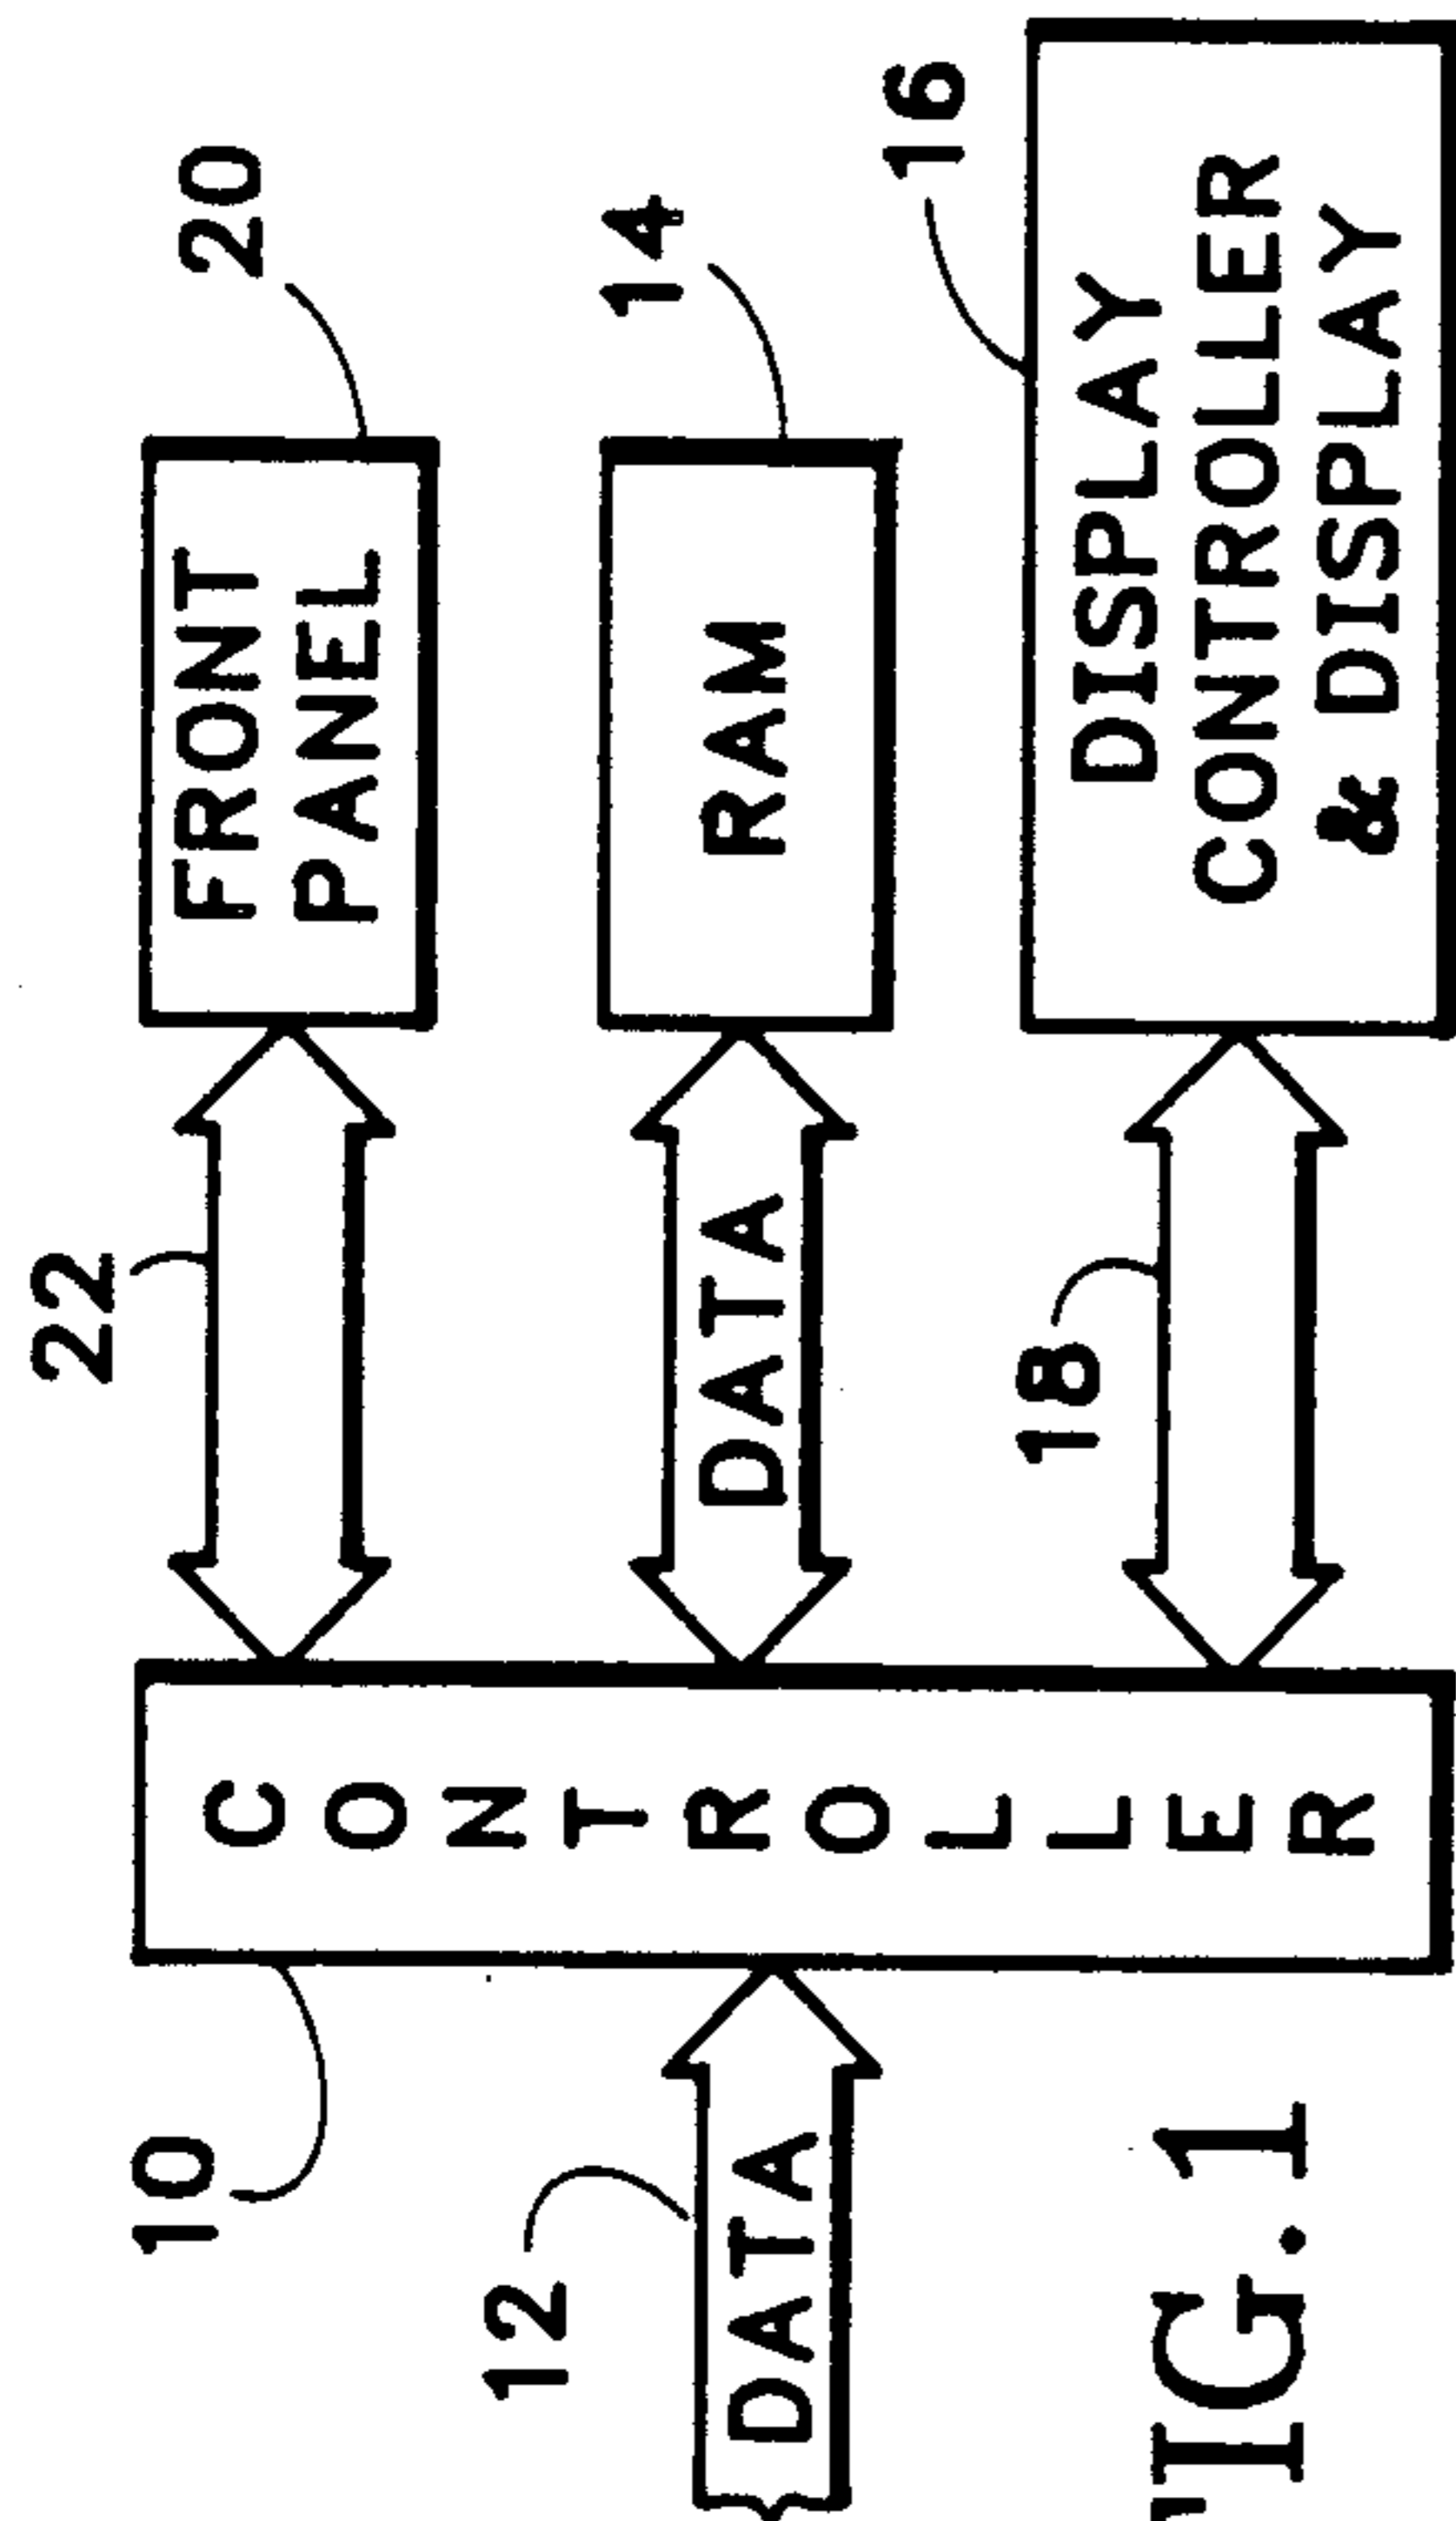 22
20
FRONT
PANEL
10
CONTROLLER
12
DATA
DATA
14
RAM
18
16
DISPLAY
CONTROLLER
& DISPLAY
FIG. 1